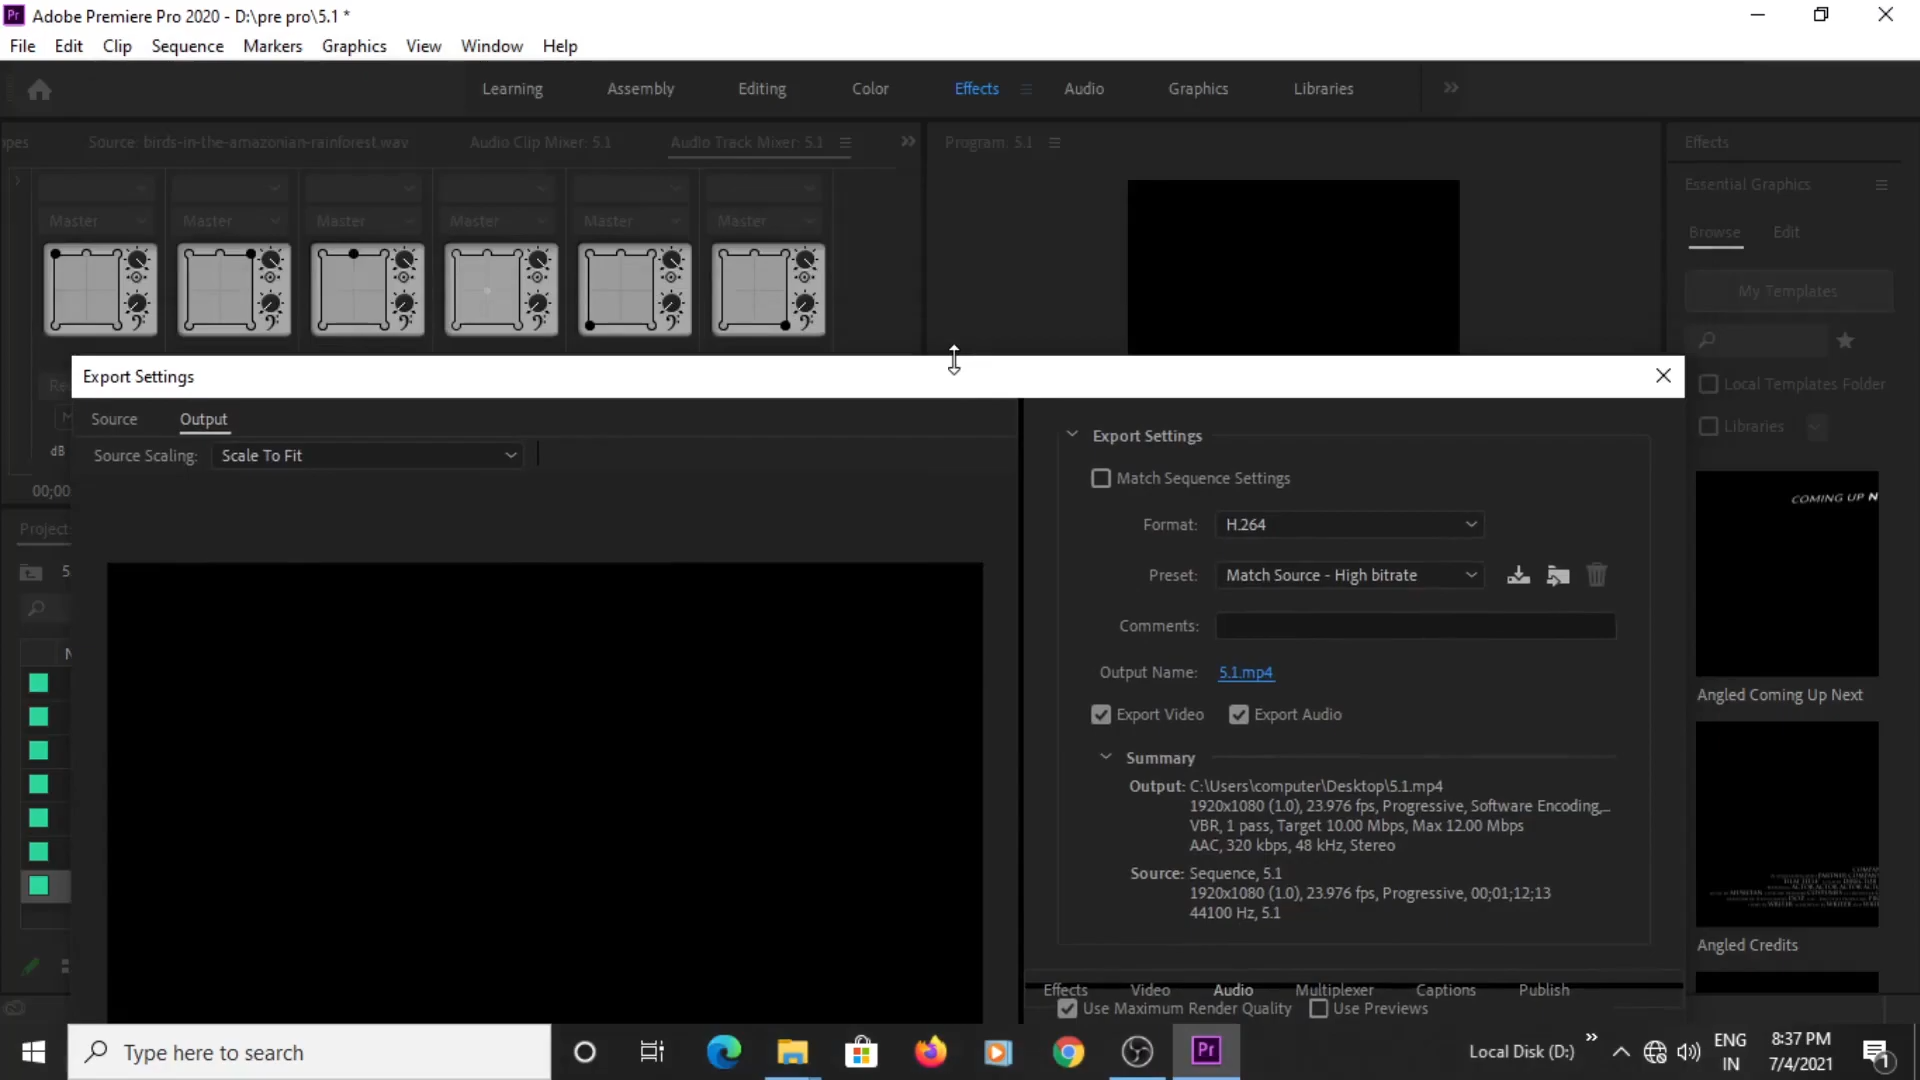 Pr Adobe Premiere Pro 2020 - D:\pre pro\5.1 *
File Edit Clip Sequence Markers Graphics View Window Help
Learning Assembly Editing Color Effects Audio Graphics Libraries
Source: birds-in-the-amazonian-rainforest.wav Audio Clip Mixer: 5.1 Audio Track Mixer: 5.1 Program: 5.1 Effects
Essential Graphics
Master Master Master Master Master Master
Browse Edit
My Templates
Local Templates Folder
Libraries
Export Settings
Source Output
Source Scaling: Scale To Fit
dB
00;00
Project:
5
Export Settings
Match Sequence Settings
Format: H.264
Preset: Match Source - High bitrate
Comments:
Output Name: 5.1.mp4
Export Video Export Audio
Summary
Output: C:\Users\computer\Desktop\5.1.mp4
1920x1080 (1.0), 23.976 fps, Progressive, Software Encoding,...
VBR, 1 pass, Target 10.00 Mbps, Max 12.00 Mbps
AAC, 320 kbps, 48 kHz, Stereo
Source: Sequence, 5.1
1920x1080 (1.0), 23.976 fps, Progressive, 00;01;12;13
44100 Hz, 5.1
Effects Video Audio Multiplexer Captions Publish
Use Maximum Render Quality Use Previews
COMING UP N
Angled Coming Up Next
Angled Credits
Type here to search
Pr
Local Disk (D:)
ENG
IN
8:37 PM
7/4/2021
1